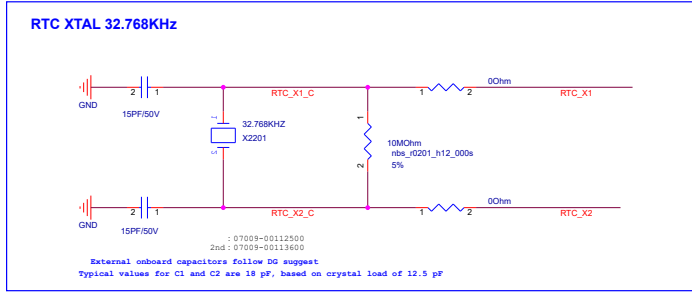 RTC XTAL 32.768KHz
GND
2
1
15PF/50V
RTC_X1_C
1
2
0Ohm
RTC_X1
32.768KHZ
X2201
1
10MOhm
nbs_r0201_h12_000s
5%
2
GND
2
1
15PF/50V
RTC_X2_C
1
2
0Ohm
RTC_X2
: 07009-00112500
2nd : 07009-00113600
External onboard capacitors follow DG suggest
Typical values for C1 and C2 are 18 pF, based on crystal load of 12.5 pF